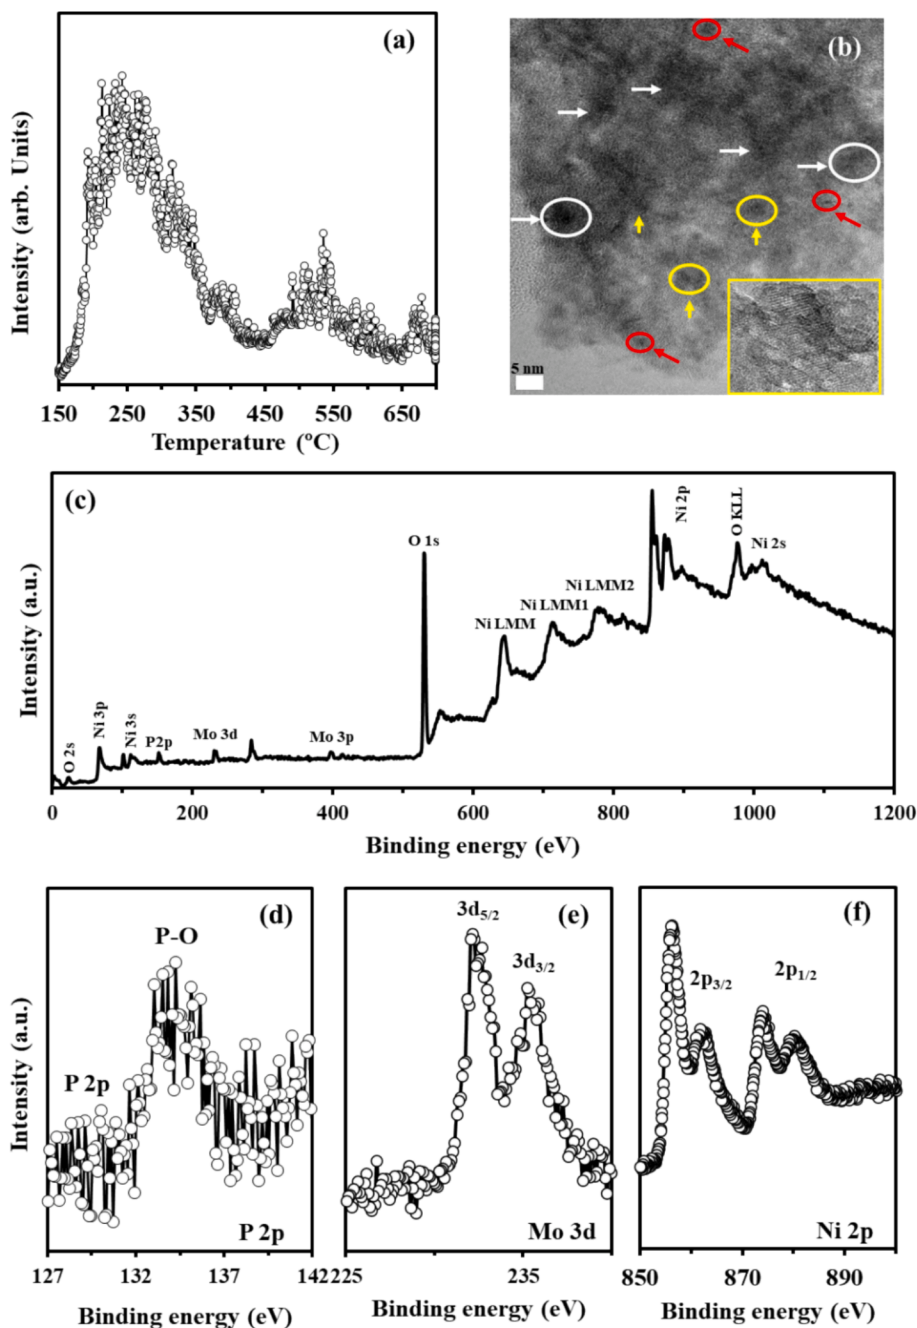 (a)
Intensity (arb. Units)
150 250 350 450 550 650
Temperature (ºC)
(b)
5 nm
(c)
Intensity (a.u.)
O 2s
Ni 3p
Ni 3s
P2p
Mo 3d
Mo 3p
O 1s
Ni LMM
Ni LMM1
Ni LMM2
Ni 2p
O KLL
Ni 2s
0 200 400 600 800 1000 1200
Binding energy (eV)
(d)
Intensity (a.u.)
P-O
P 2p
P 2p
127 132 137 142
Binding energy (eV)
(e)
3d5/2
3d3/2
Mo 3d
225 235
Binding energy (eV)
(f)
2p3/2
2p1/2
Ni 2p
850 870 890
Binding energy (eV)